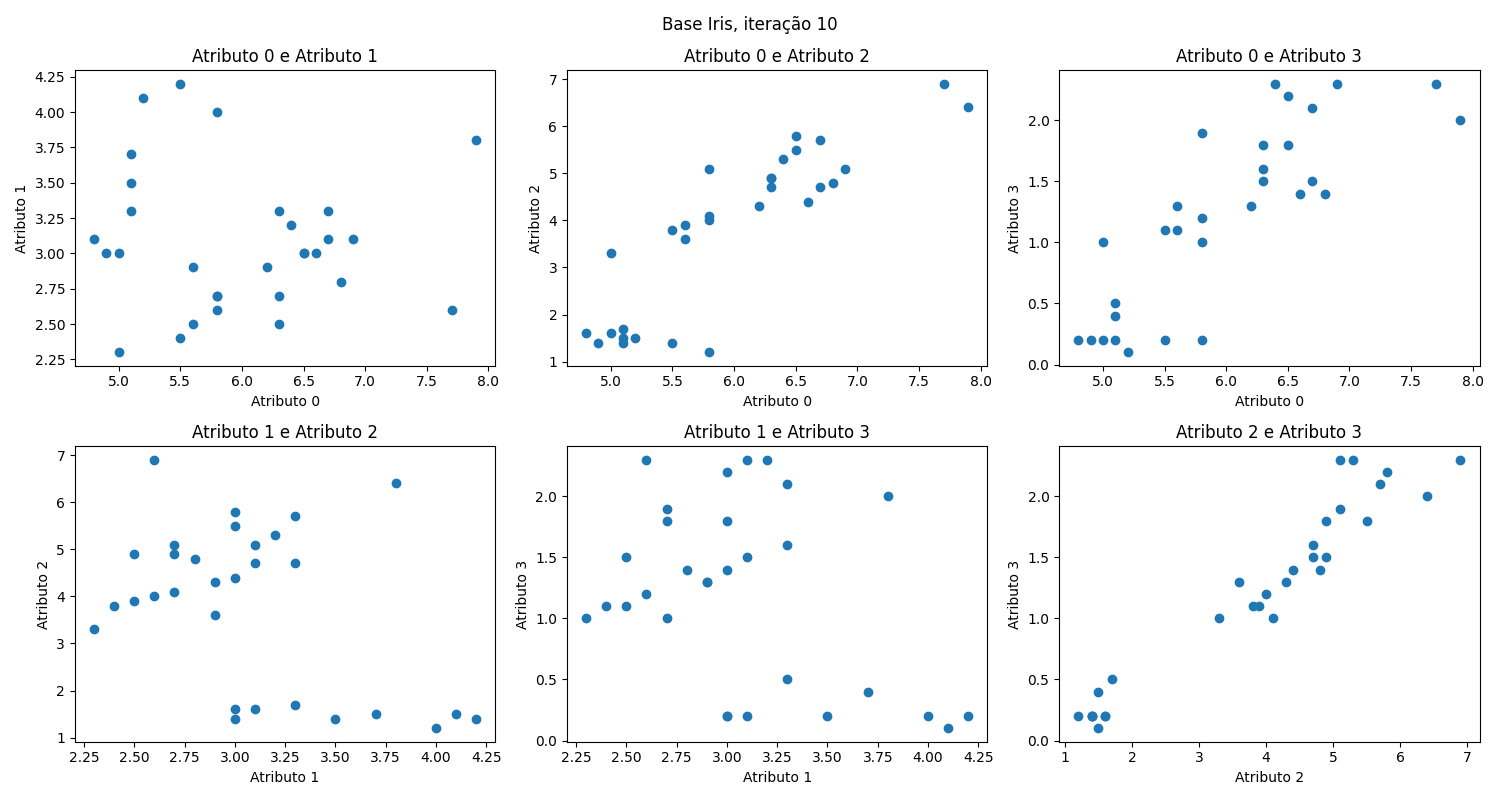 Base Iris, iteração 10
Atributo 0 e Atributo 1
4.25
4.00
3.75
3.50
3.25
3.00
2.75
2.50
2.25
Atributo 1
5.0 5.5 6.0 6.5 7.0 7.5 8.0
Atributo 0
Atributo 0 e Atributo 2
7
6
5
4
3
2
1
Atributo 2
5.0 5.5 6.0 6.5 7.0 7.5 8.0
Atributo 0
Atributo 0 e Atributo 3
2.0
1.5
1.0
0.5
0.0
Atributo 3
5.0 5.5 6.0 6.5 7.0 7.5 8.0
Atributo 0
Atributo 1 e Atributo 2
7
6
5
4
3
2
1
Atributo 2
2.25 2.50 2.75 3.00 3.25 3.50 3.75 4.00 4.25
Atributo 1
Atributo 1 e Atributo 3
2.0
1.5
1.0
0.5
0.0
Atributo 3
2.25 2.50 2.75 3.00 3.25 3.50 3.75 4.00 4.25
Atributo 1
Atributo 2 e Atributo 3
2.0
1.5
1.0
0.5
0.0
Atributo 3
1 2 3 4 5 6 7
Atributo 2